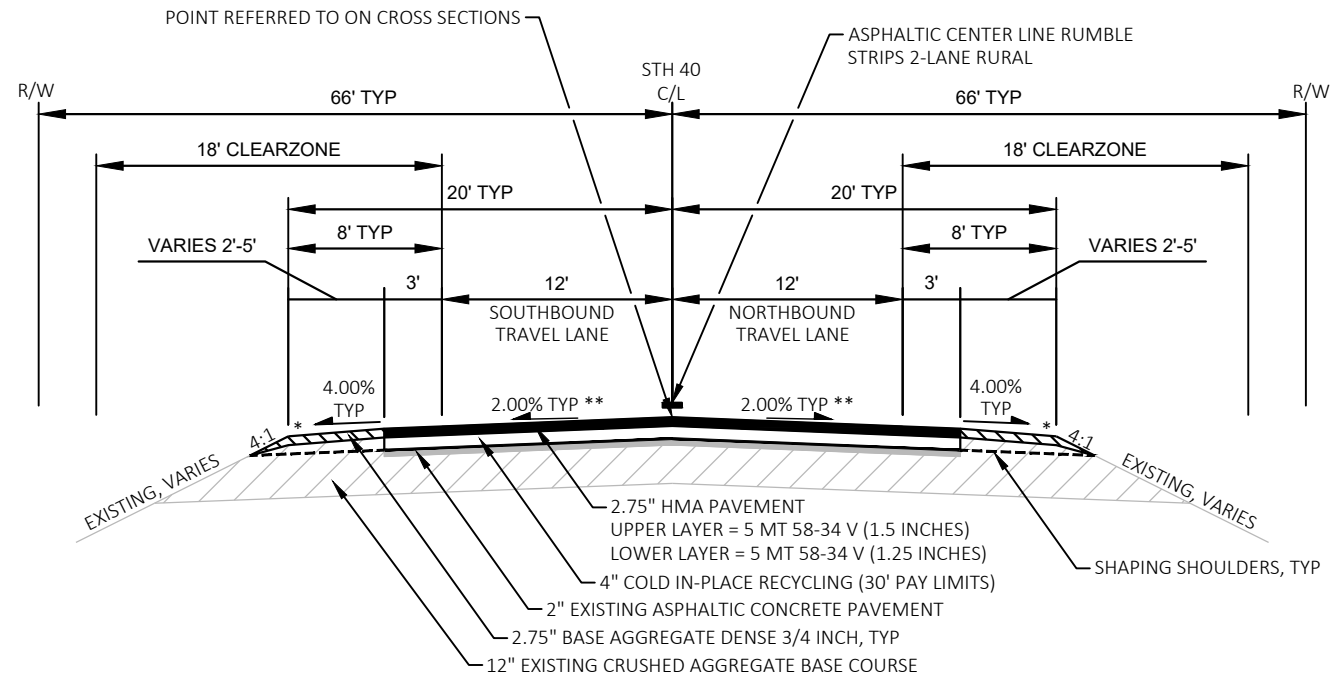 POINT REFERRED TO ON CROSS SECTIONS
ASPHALTIC CENTER LINE RUMBLE
STRIPS 2-LANE RURAL
STH 40
C/L
R/W
R/W
66' TYP
66' TYP
18' CLEARZONE
18' CLEARZONE
20' TYP
20' TYP
8' TYP
8' TYP
VARIES 2'-5'
VARIES 2'-5'
3'
12'
12'
3'
SOUTHBOUND
TRAVEL LANE
NORTHBOUND
TRAVEL LANE
4.00%
TYP
2.00% TYP **
2.00% TYP **
4.00%
TYP
*
*
4:1
4:1
EXISTING, VARIES
EXISTING, VARIES
2.75" HMA PAVEMENT
UPPER LAYER = 5 MT 58-34 V (1.5 INCHES)
LOWER LAYER = 5 MT 58-34 V (1.25 INCHES)
SHAPING SHOULDERS, TYP
4" COLD IN-PLACE RECYCLING (30' PAY LIMITS)
2" EXISTING ASPHALTIC CONCRETE PAVEMENT
2.75" BASE AGGREGATE DENSE 3/4 INCH, TYP
12" EXISTING CRUSHED AGGREGATE BASE COURSE